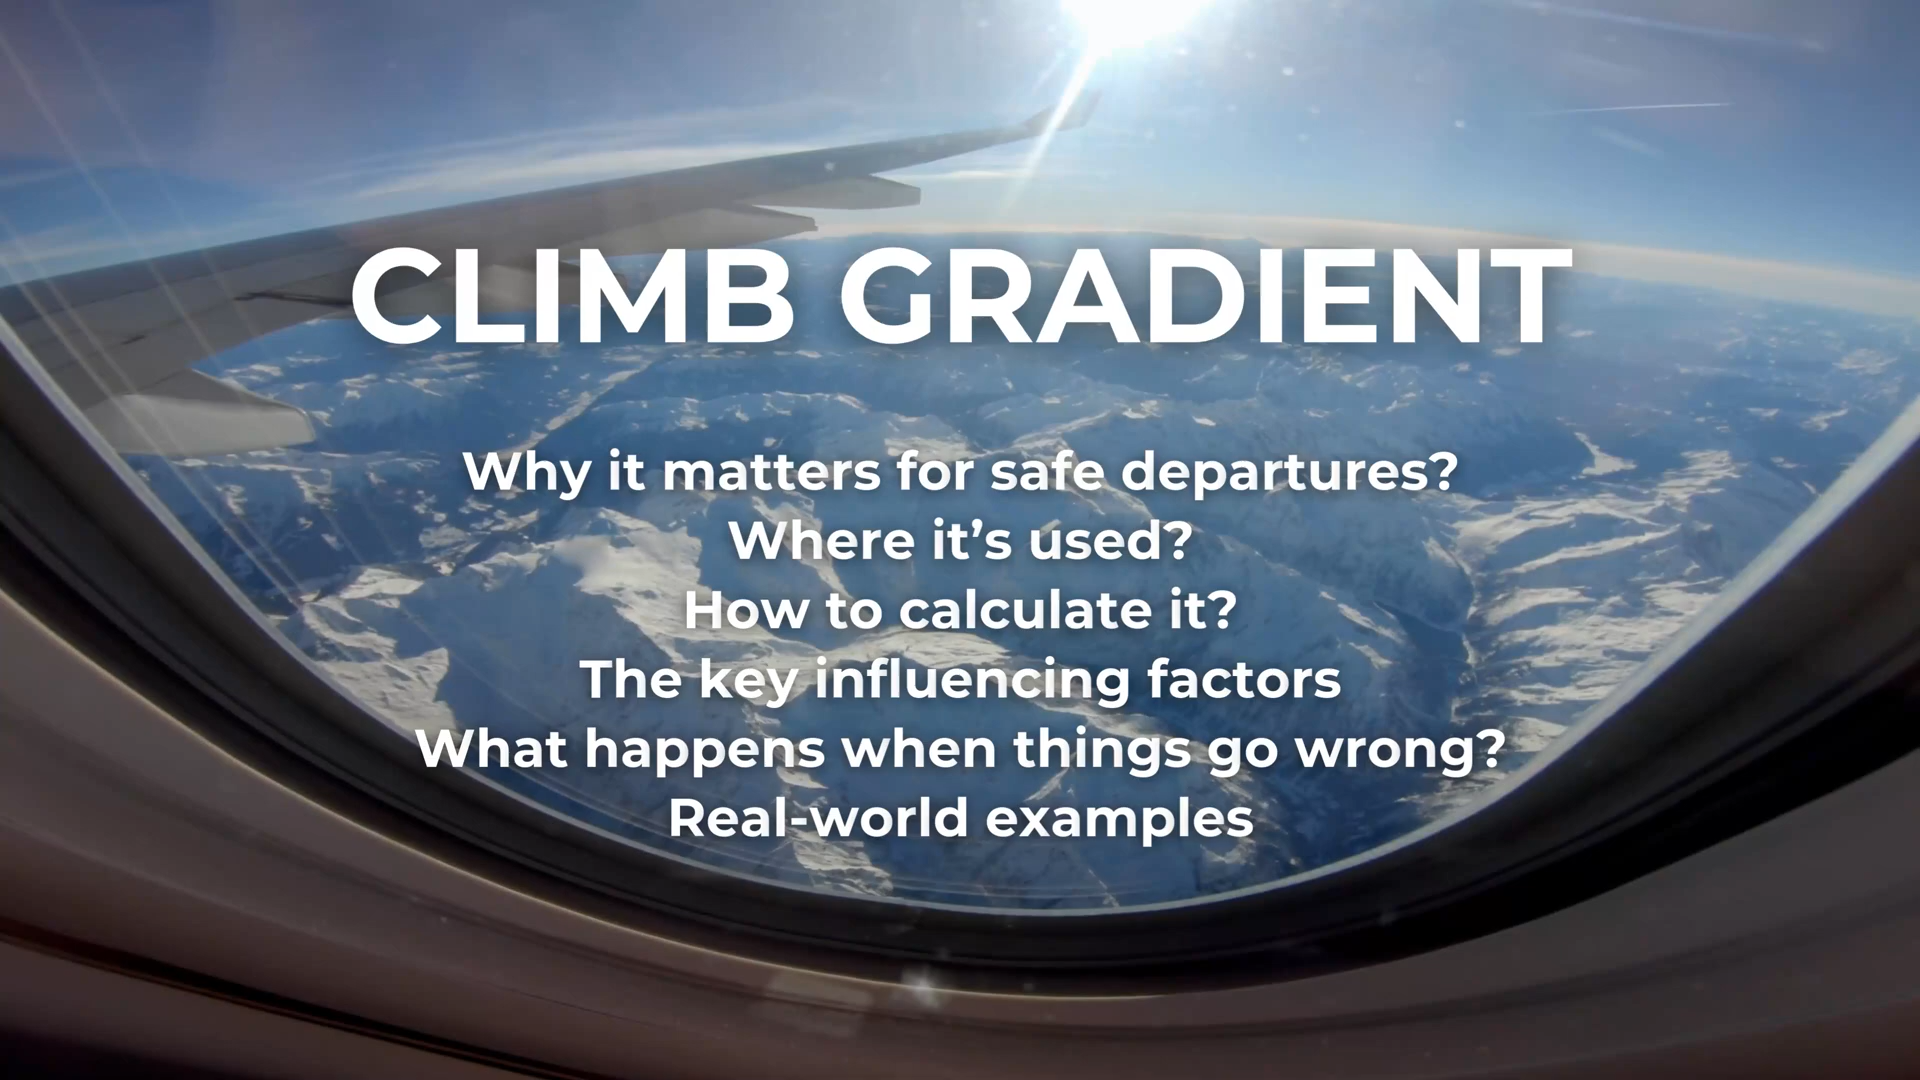 CLIMB GRADIENT
Why it matters for safe departures?
Where it’s used?
How to calculate it?
The key influencing factors
What happens when things go wrong?
Real-world examples